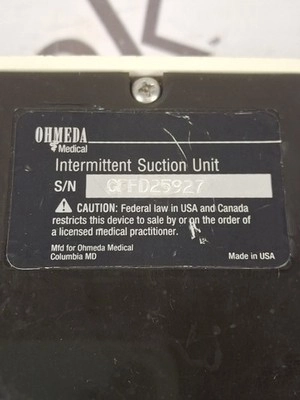 OHMEDA
Medical
Intermittent Suction Unit
S/N QFFD25927
CAUTION: Federal law in USA and Canada
restricts this device to sale by or on the order of
a licensed medical practitioner.
Mfd for Ohmeda Medical
Columbia MD
Made in USA